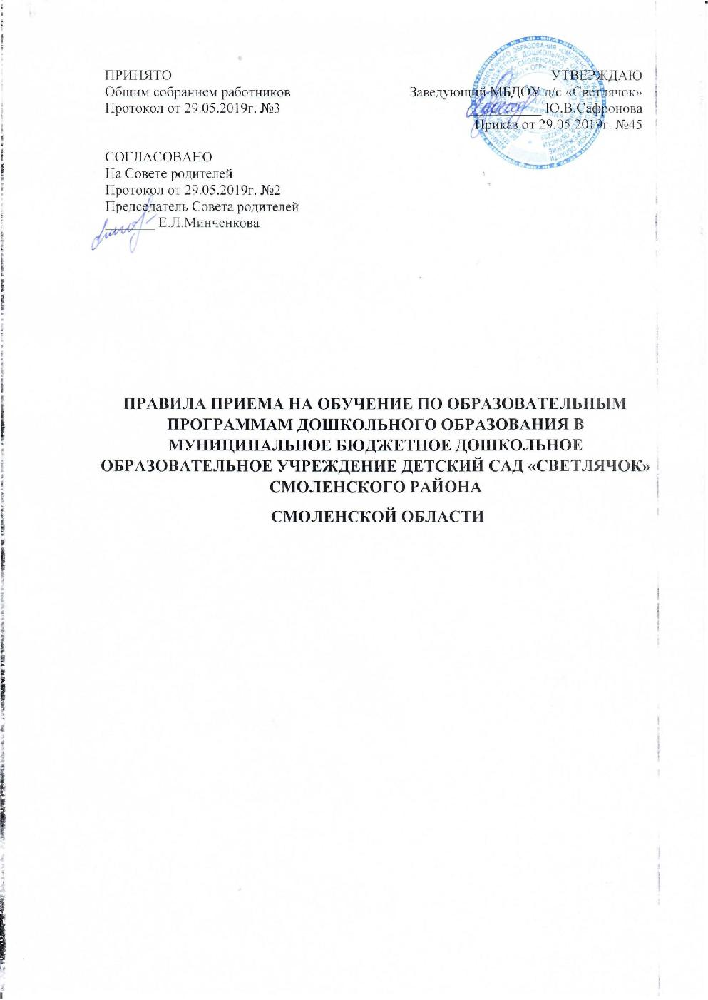 ПРИНЯТО
Общим собранием работников
Протокол от 29.05.2019г. №3
УТВЕРЖДАЮ
Заведующий МБДОУ д/с «Светлячок»
Ю.В.Сафронова
Приказ от 29.05.2019г. №45
СОГЛАСОВАНО
На Совете родителей
Протокол от 29.05.2019г. №2
Председатель Совета родителей
Е.Л.Минченкова
ПРАВИЛА ПРИЕМА НА ОБУЧЕНИЕ ПО ОБРАЗОВАТЕЛЬНЫМ
ПРОГРАММАМ ДОШКОЛЬНОГО ОБРАЗОВАНИЯ В
МУНИЦИПАЛЬНОЕ БЮДЖЕТНОЕ ДОШКОЛЬНОЕ
ОБРАЗОВАТЕЛЬНОЕ УЧРЕЖДЕНИЕ ДЕТСКИЙ САД «СВЕТЛЯЧОК»
СМОЛЕНСКОГО РАЙОНА
СМОЛЕНСКОЙ ОБЛАСТИ